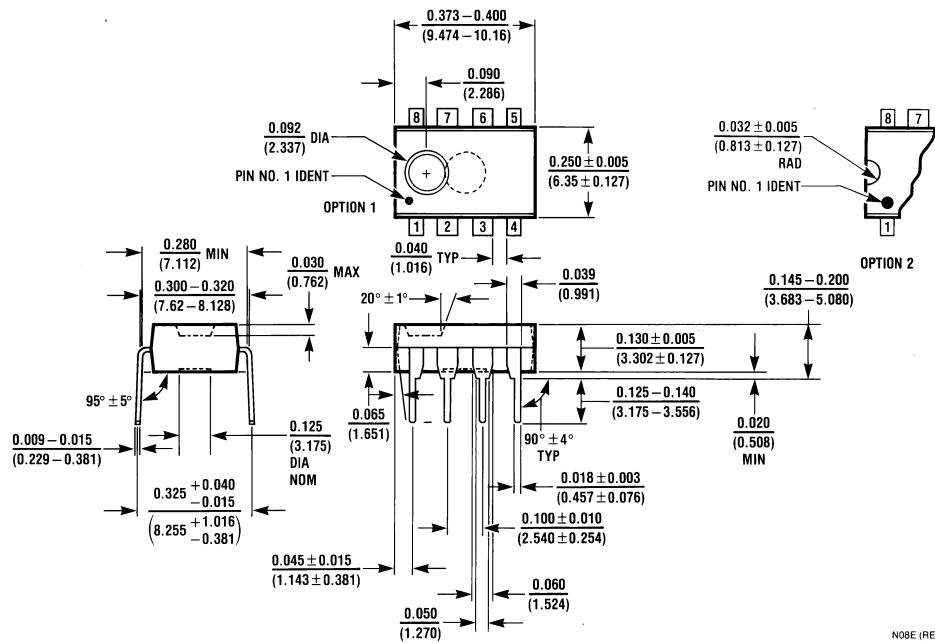 0.373 – 0.400
(9.474 – 10.16)
0.090
(2.286)
8 7 6 5
0.092 DIA
(2.337)
PIN NO. 1 IDENT
OPTION 1
1 2 3 4
0.250 ± 0.005
(6.35 ± 0.127)
0.032 ± 0.005
(0.813 ± 0.127)
RAD
PIN NO. 1 IDENT
8 7
1
OPTION 2
0.280 MIN
(7.112)
0.300 – 0.320
(7.62 – 8.128)
0.030 MAX
(0.762)
0.040 TYP
(1.016)
0.039
(0.991)
20° ± 1°
0.145 – 0.200
(3.683 – 5.080)
0.130 ± 0.005
(3.302 ± 0.127)
0.125 – 0.140
(3.175 – 3.556)
0.020
(0.508)
MIN
95° ± 5°
0.009 – 0.015
(0.229 – 0.381)
0.125
(3.175)
DIA
NOM
0.065
(1.651)
90° ± 4°
TYP
0.018 ± 0.003
(0.457 ± 0.076)
0.325 +0.040
−0.015
(8.255 +1.016
−0.381)
0.100 ± 0.010
(2.540 ± 0.254)
0.045 ± 0.015
(1.143 ± 0.381)
0.060
(1.524)
0.050
(1.270)
N08E (RE